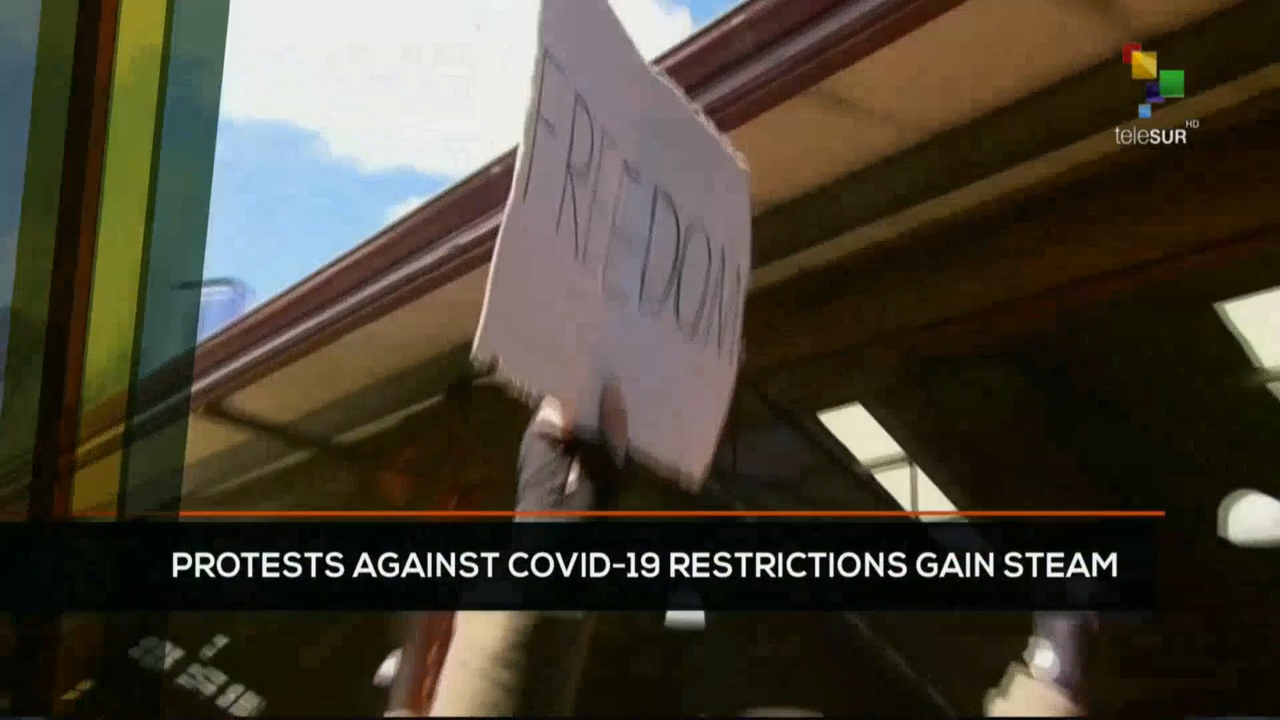 teleSUR HD
FREEDOM
PROTESTS AGAINST COVID-19 RESTRICTIONS GAIN STEAM